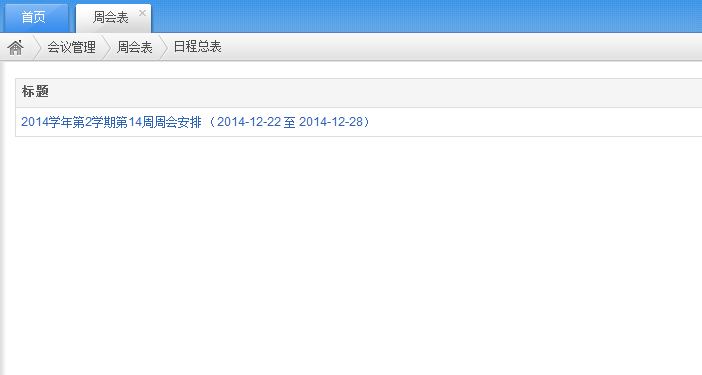 首页 周会表
会议管理 周会表 日程总表
标题
2014学年第2学期第14周周会安排（2014-12-22 至 2014-12-28）